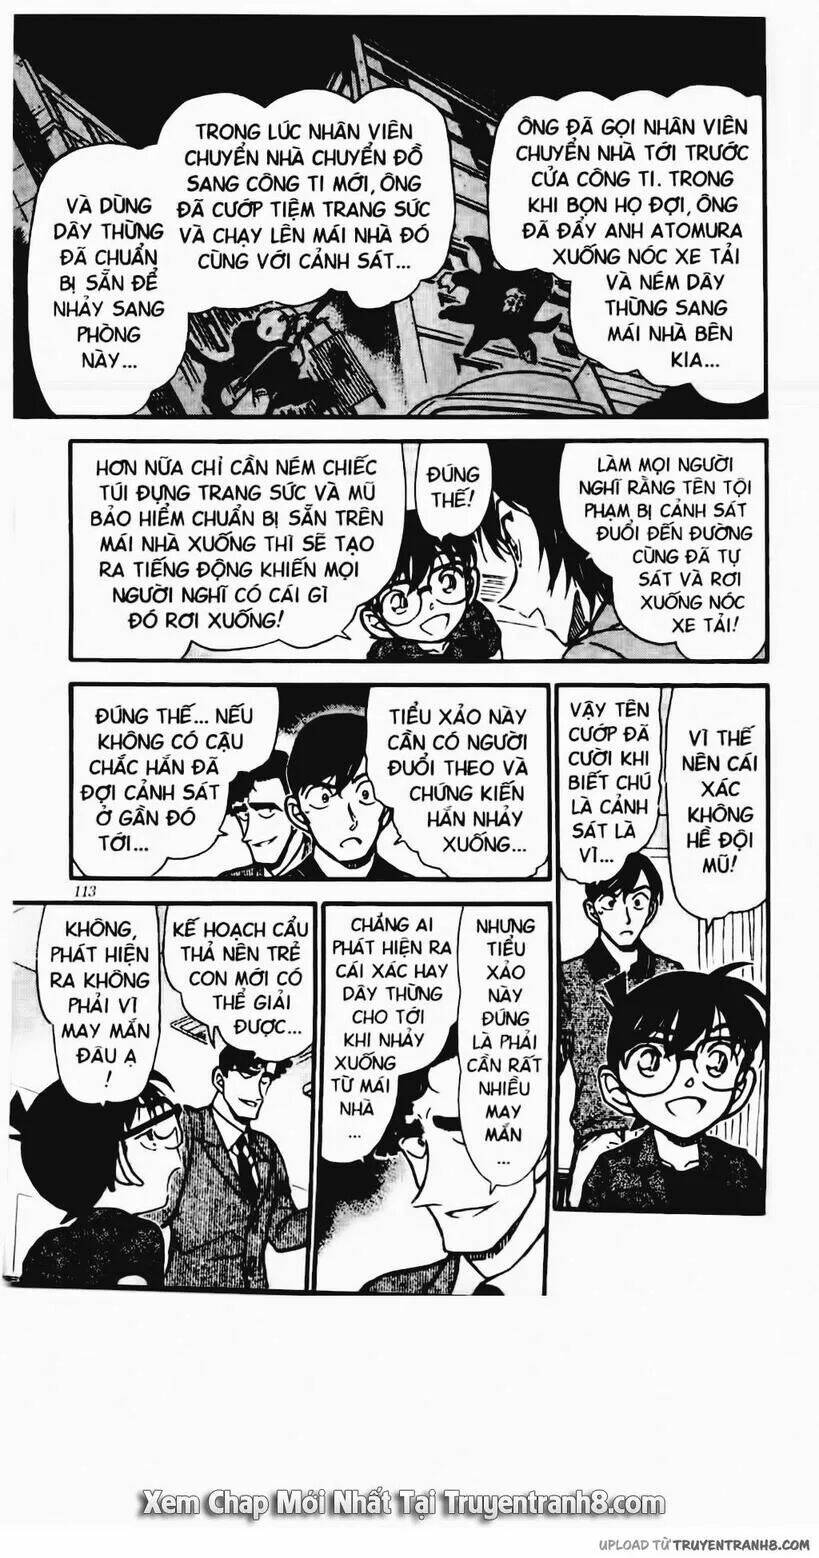 ÔNG ĐÃ GỌI NHÂN VIÊN
CHUYỂN NHÀ TỚI TRƯỚC
CỬA CÔNG TI. TRONG
KHI BỌN HỌ ĐỢI, ÔNG
ĐÃ ĐẨY ANH ATOMURA
XUỐNG NÓC XE TẢI
VÀ NÉM DÂY
THỪNG SANG
MÁI NHÀ BÊN
KIA...
TRONG LÚC NHÂN VIÊN
CHUYỂN NHÀ CHUYỂN ĐỒ
SANG CÔNG TI MỚI, ÔNG
ĐÃ CƯỚP TIỆM TRANG SỨC
VÀ CHẠY LÊN MÁI NHÀ ĐÓ
CÙNG VỚI CẢNH SÁT...
VÀ DÙNG
DÂY THỪNG
ĐÃ CHUẨN
BỊ SẴN ĐỂ
NHẢY SANG
PHÒNG
NÀY...
LÀM MỌI NGƯỜI
NGHĨ RẰNG TÊN TỘI
PHẠM BỊ CẢNH SÁT
ĐUỔI ĐẾN ĐƯỜNG
CÙNG ĐÃ TỰ
SÁT VÀ RƠI
XUỐNG NÓC
XE TẢI!
ĐÚNG
THẾ!
HƠN NỮA CHỈ CẦN NÉM CHIẾC
TÚI ĐỰNG TRANG SỨC VÀ MŨ
BẢO HIỂM CHUẨN BỊ SẴN TRÊN
MÁI NHÀ XUỐNG THÌ SẼ TẠO
RA TIẾNG ĐỘNG KHIẾN MỌI
NGƯỜI NGHĨ CÓ CÁI GÌ
ĐÓ RƠI XUỐNG!
VÌ THẾ
NÊN CÁI
XÁC
KHÔNG
HỀ ĐỘI
MŨ!
VẬY TÊN
CƯỚP ĐÃ
CƯỜI KHI
BIẾT CHÚ
LÀ CẢNH
SÁT LÀ
VÌ...
TIỂU XẢO NÀY
CẦN CÓ NGƯỜI
ĐUỔI THEO VÀ
CHỨNG KIẾN
HẮN NHẢY
XUỐNG...
ĐÚNG THẾ... NẾU
KHÔNG CÓ CẬU
CHẮC HẮN ĐÃ
ĐỢI CẢNH SÁT
Ở GẦN ĐÓ
TỚI...
113
NHƯNG
TIỂU
XẢO
NÀY
ĐÚNG
LÀ PHẢI
CẦN RẤT
NHIỀU
MAY
MẮN
...
CHẲNG AI
PHÁT HIỆN RA
CÁI XÁC HAY
DÂY THỪNG
CHO TỚI
KHI NHẢY
XUỐNG
TỪ MÁI
NHÀ
...
KẾ HOẠCH CẨU
THẢ NÊN TRẺ
CON MỚI CÓ
THỂ GIẢI
ĐƯỢC...
KHÔNG,
PHÁT HIỆN
RA KHÔNG
PHẢI VÌ
MAY MẮN
ĐÂU Ạ
!
Xem Chap Mới Nhất Tại Truyentranh8.com
UPLOAD TỪ TRUYENTRANH8.COM